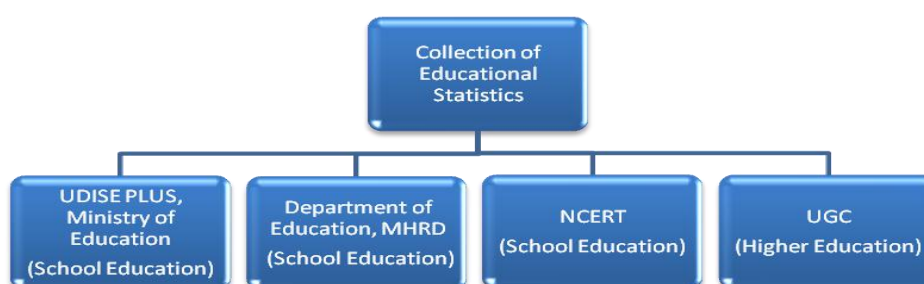 Collection of
Educational
Statistics
UDISE PLUS,
Ministry of
Education
(School Education)
Department of
Education, MHRD
(School Education)
NCERT
(School Education)
UGC
(Higher Education)